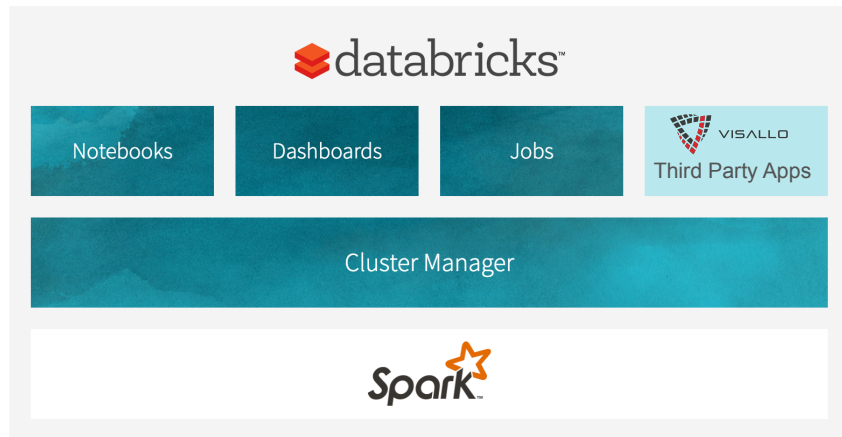 databricks™
Notebooks
Dashboards
Jobs
VISALLO
Third Party Apps
Cluster Manager
Spark™